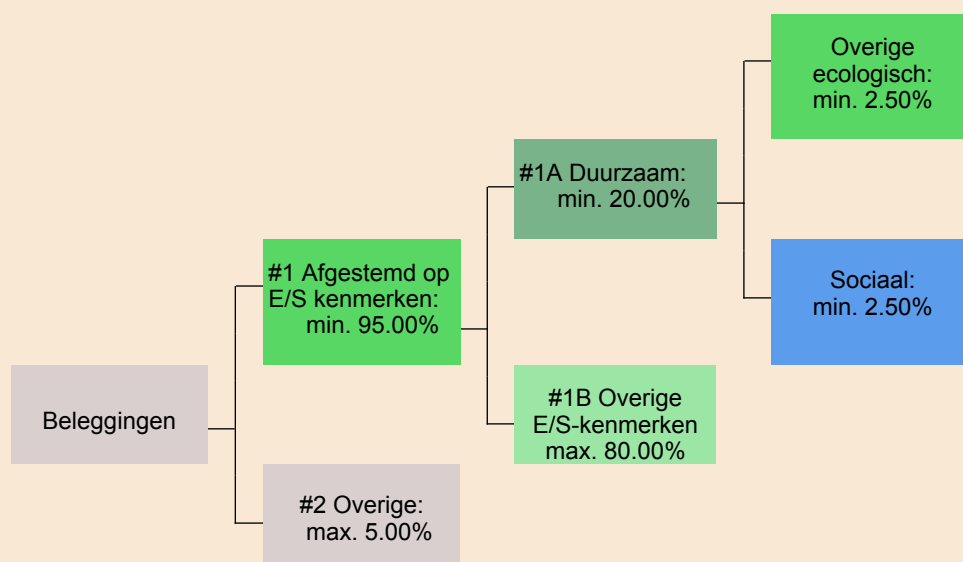 Overige
ecologisch:
min. 2.50%
#1A Duurzaam:
min. 20.00%
#1 Afgestemd op
E/S kenmerken:
min. 95.00%
Sociaal:
min. 2.50%
Beleggingen
#1B Overige
E/S-kenmerken
max. 80.00%
#2 Overige:
max. 5.00%